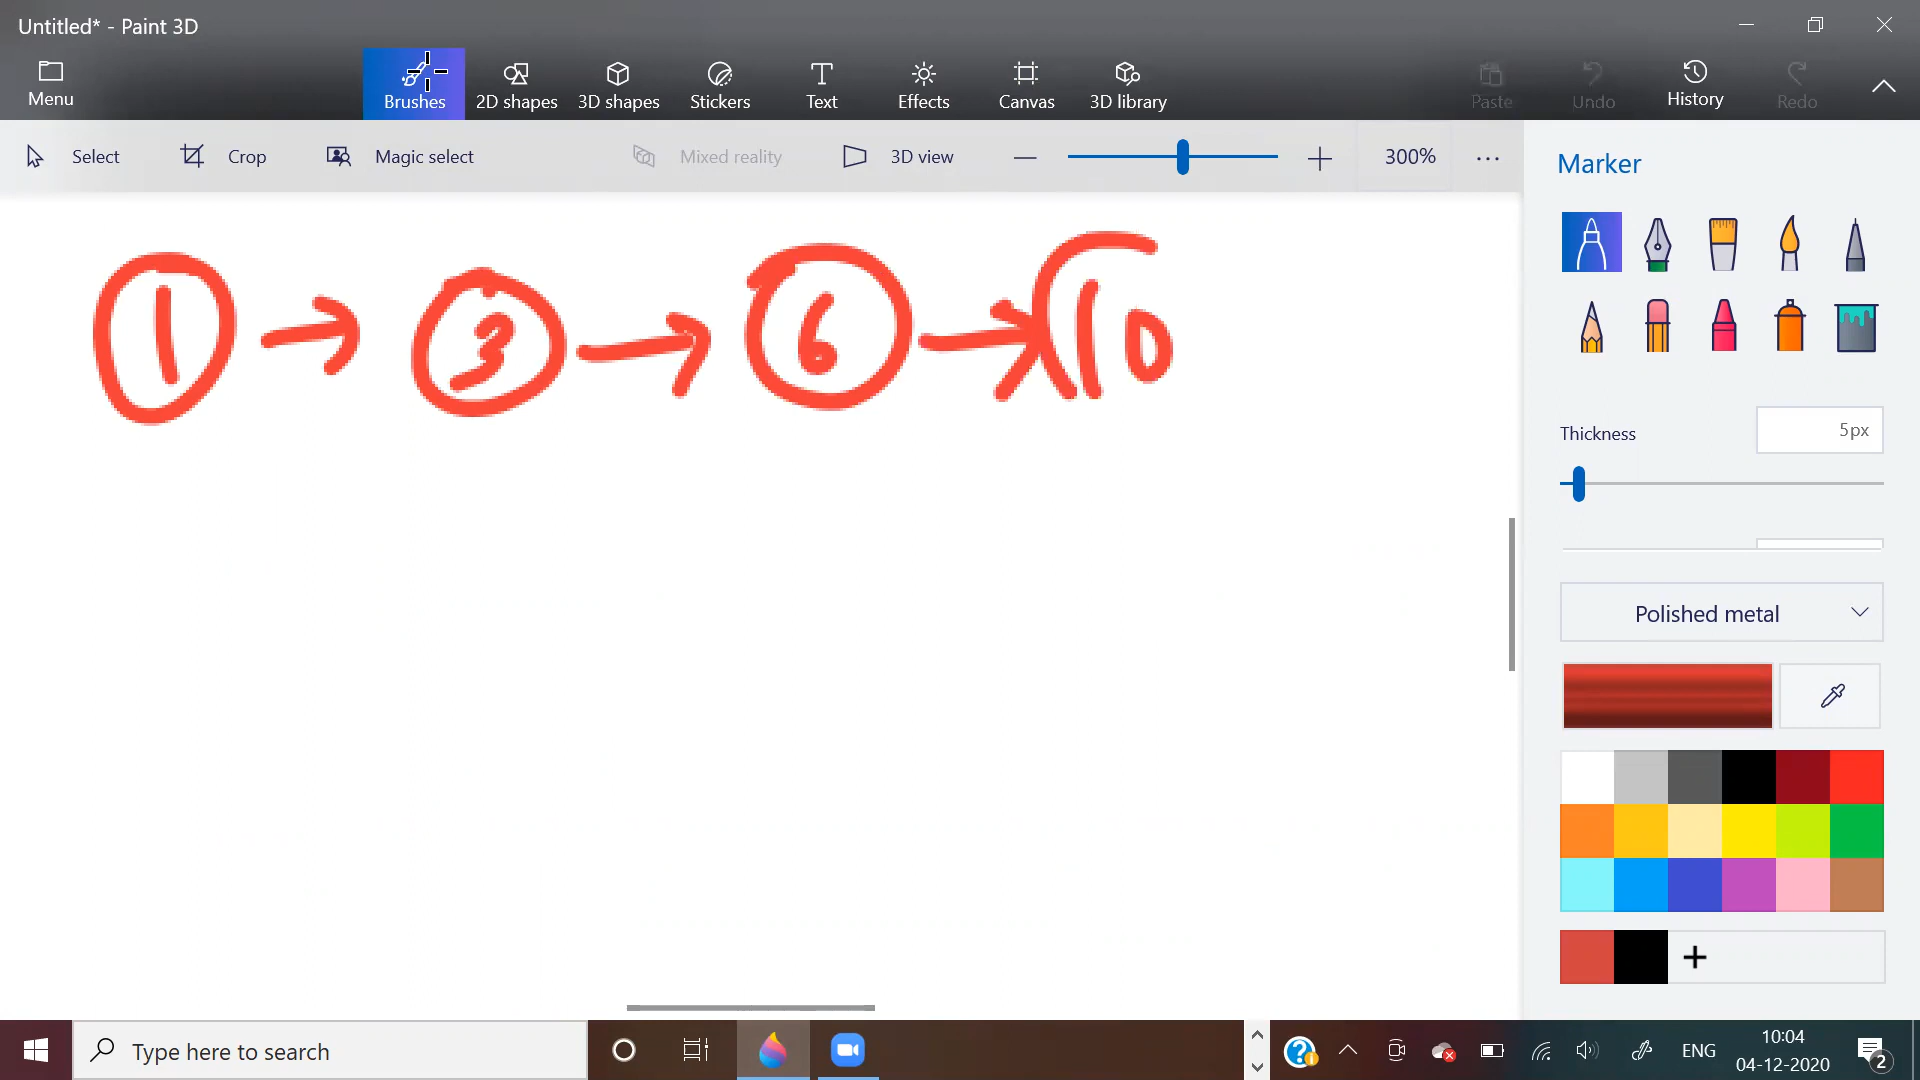 Untitled* - Paint 3D
Menu
Brushes
2D shapes
3D shapes
Stickers
Text
Effects
Canvas
3D library
Paste
Undo
History
Redo
Select
Crop
Magic select
Mixed reality
3D view
300%
Marker
1 → 3 → 6 → 10
Thickness
5px
Polished metal
Type here to search
ENG
10:04
04-12-2020
2